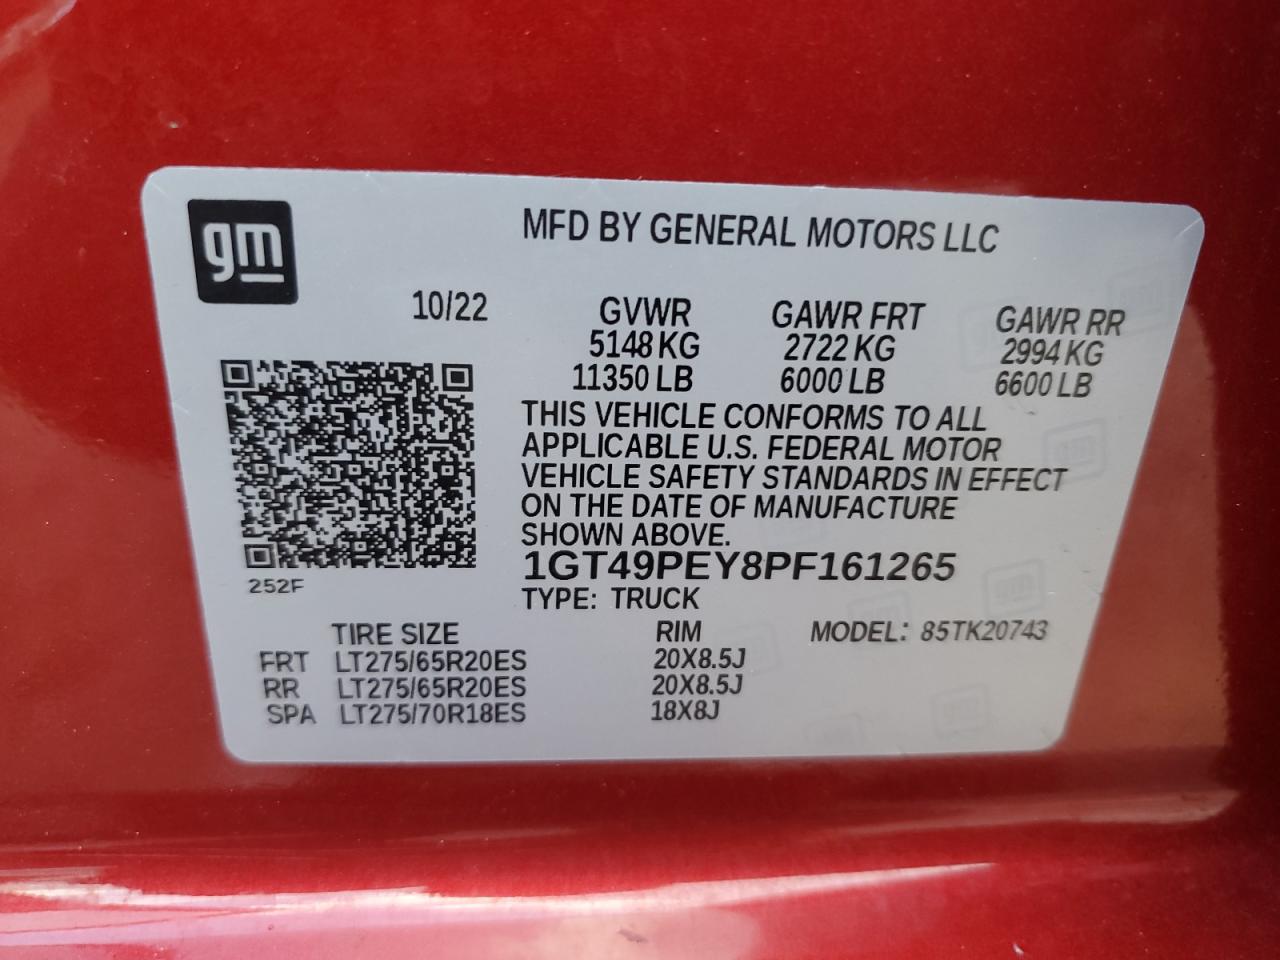 gm
MFD BY GENERAL MOTORS LLC
10/22 GVWR GAWR FRT GAWR RR
5148 KG 2722 KG 2994 KG
11350 LB 6000 LB 6600 LB
THIS VEHICLE CONFORMS TO ALL
APPLICABLE U.S. FEDERAL MOTOR
VEHICLE SAFETY STANDARDS IN EFFECT
ON THE DATE OF MANUFACTURE
SHOWN ABOVE.
1GT49PEY8PF161265
252F
TYPE: TRUCK
TIRE SIZE RIM MODEL: 85TK20743
FRT LT275/65R20ES 20X8.5J
RR LT275/65R20ES 20X8.5J
SPA LT275/70R18ES 18X8J